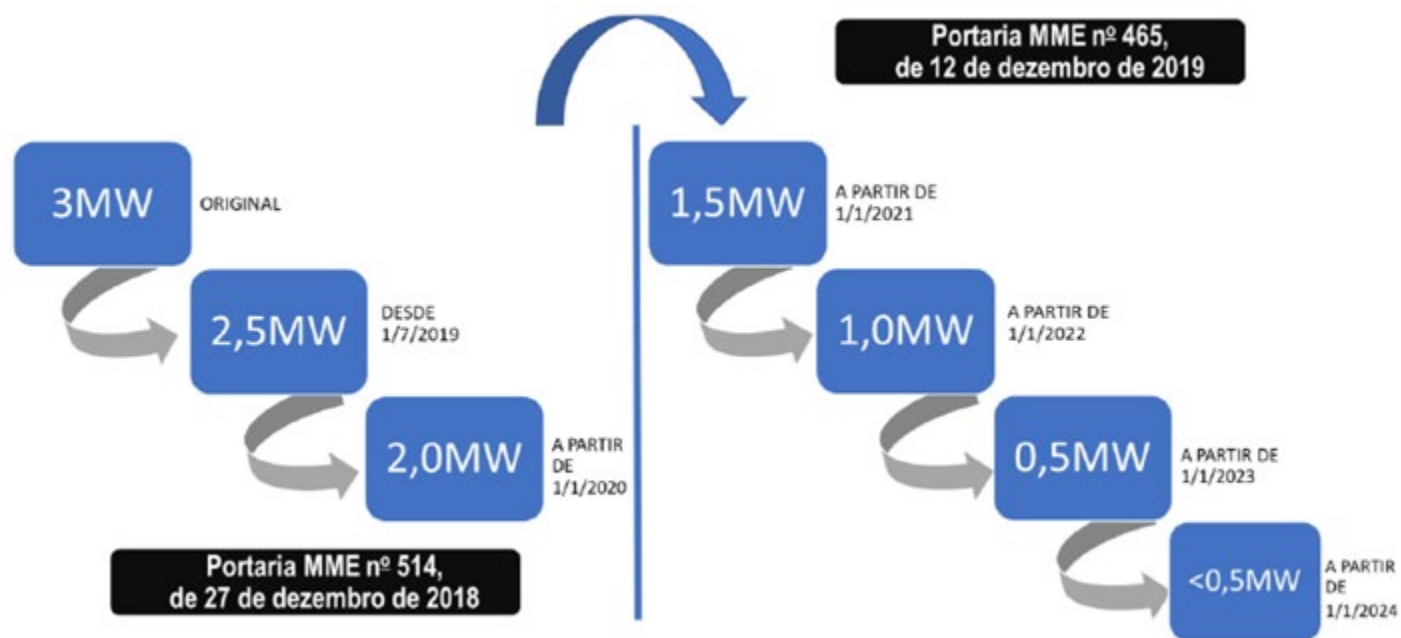 3MW
ORIGINAL
2,5MW
DESDE
1/7/2019
2,0MW
A PARTIR
DE
1/1/2020
Portaria MME nº 514,
de 27 de dezembro de 2018
Portaria MME nº 465,
de 12 de dezembro de 2019
1,5MW
A PARTIR DE
1/1/2021
1,0MW
A PARTIR DE
1/1/2022
0,5MW
A PARTIR DE
1/1/2023
<0,5MW
A PARTIR
DE
1/1/2024